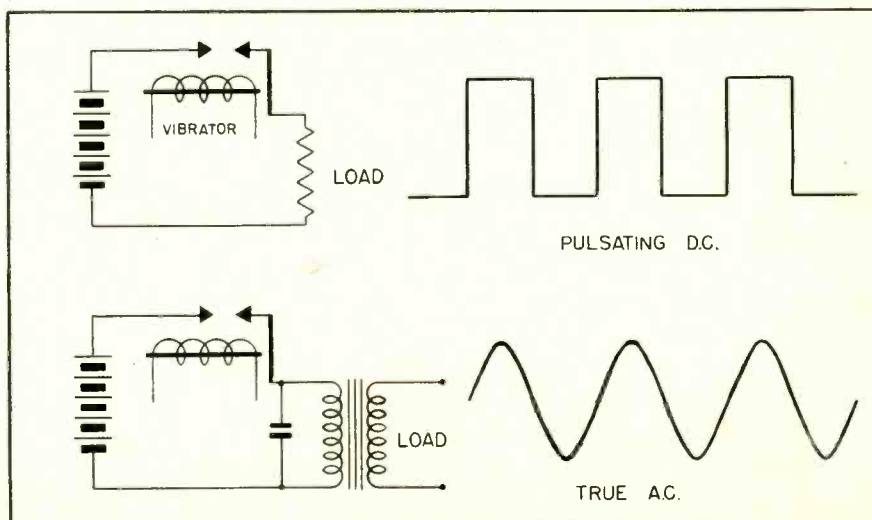 VIBRATOR
LOAD
PULSATING D.C.
LOAD
TRUE A.C.